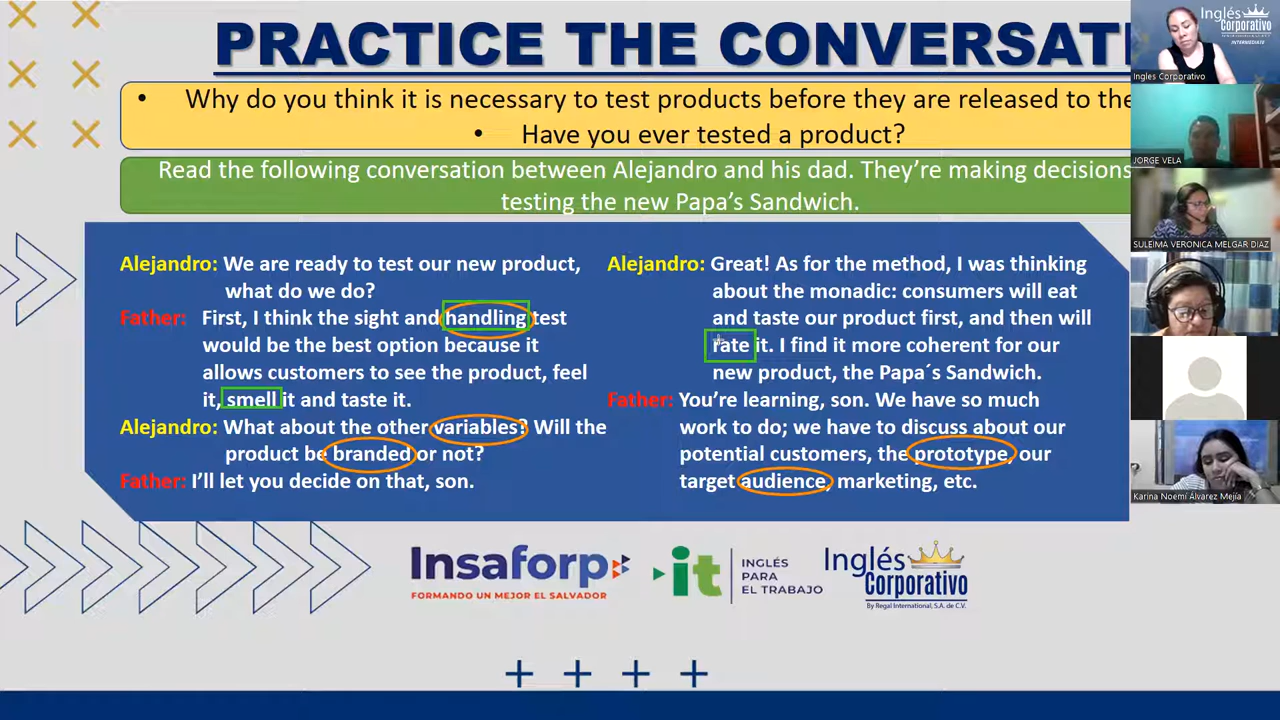 PRACTICE THE CONVERSATI
• Why do you think it is necessary to test products before they are released to the
• Have you ever tested a product?
Read the following conversation between Alejandro and his dad. They're making decisions
testing the new Papa's Sandwich.
Alejandro: We are ready to test our new product,
what do we do?
Father: First, I think the sight and handling test
would be the best option because it
allows customers to see the product, feel
it, smell it and taste it.
Alejandro: What about the other variables? Will the
product be branded or not?
Father: I'll let you decide on that, son.
Alejandro: Great! As for the method, I was thinking
about the monadic: consumers will eat
and taste our product first, and then will
rate it. I find it more coherent for our
new product, the Papa´s Sandwich.
Father: You're learning, son. We have so much
work to do; we have to discuss about our
potential customers, the prototype, our
target audience, marketing, etc.
Insaforp
FORMANDO UN MEJOR EL SALVADOR
it
INGLÉS
PARA
EL TRABAJO
Inglés
Corporativo
By Regal International, S.A. de C.V.
Inglés
Corporativo
INTERMEDIATE
Ingles Corporativo
JORGE VELA
SULEIMA VERONICA MELGAR DIAZ
Karina Noemí Álvarez Mejía